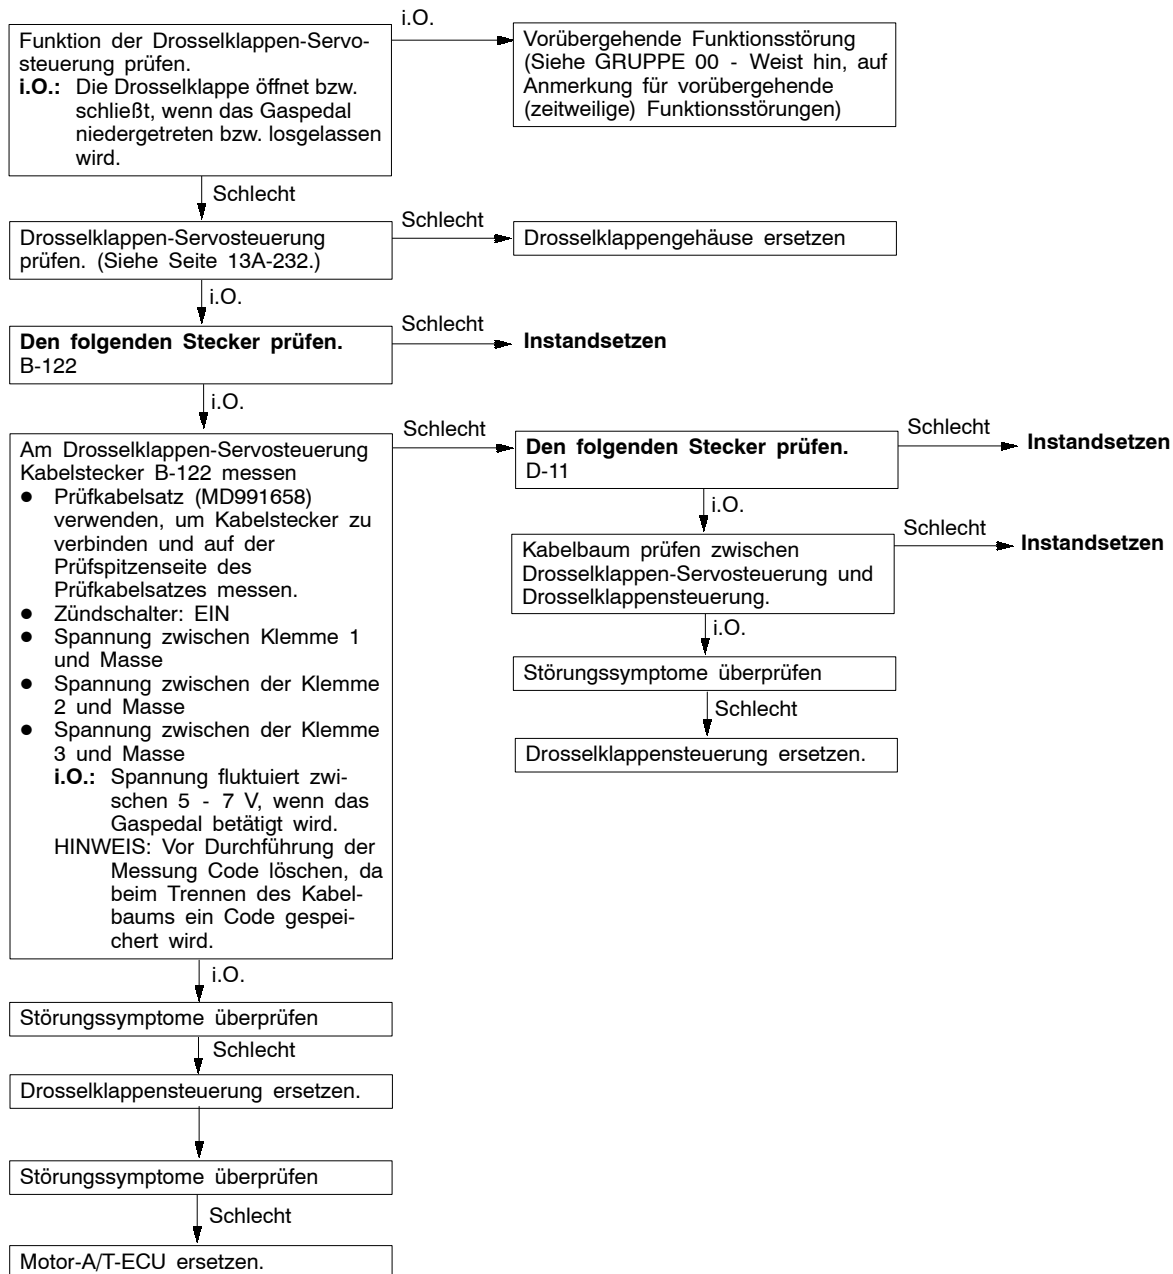 Funktion der Drosselklappen-Servo-
steuerung prüfen.
i.O.: Die Drosselklappe öffnet bzw.
schließt, wenn das Gaspedal
niedergetreten bzw. losgelassen
wird.
i.O.
Vorübergehende Funktionsstörung
(Siehe GRUPPE 00 - Weist hin, auf
Anmerkung für vorübergehende
(zeitweilige) Funktionsstörungen)
Schlecht
Drosselklappen-Servosteuerung
prüfen. (Siehe Seite 13A-232.)
Schlecht
Drosselklappengehäuse ersetzen
i.O.
Den folgenden Stecker prüfen.
B-122
Schlecht
Instandsetzen
i.O.
Am Drosselklappen-Servosteuerung
Kabelstecker B-122 messen
● Prüfkabelsatz (MD991658)
verwenden, um Kabelstecker zu
verbinden und auf der
Prüfspitzenseite des
Prüfkabelsatzes messen.
● Zündschalter: EIN
● Spannung zwischen Klemme 1
und Masse
● Spannung zwischen der Klemme
2 und Masse
● Spannung zwischen der Klemme
3 und Masse
i.O.: Spannung fluktuiert zwi-
schen 5 - 7 V, wenn das
Gaspedal betätigt wird.
HINWEIS: Vor Durchführung der
Messung Code löschen, da
beim Trennen des Kabel-
baums ein Code gespei-
chert wird.
Schlecht
Den folgenden Stecker prüfen.
D-11
Schlecht
Instandsetzen
i.O.
Kabelbaum prüfen zwischen
Drosselklappen-Servosteuerung und
Drosselklappensteuerung.
Schlecht
Instandsetzen
i.O.
Störungssymptome überprüfen
Schlecht
Drosselklappensteuerung ersetzen.
i.O.
Störungssymptome überprüfen
Schlecht
Drosselklappensteuerung ersetzen.
Störungssymptome überprüfen
Schlecht
Motor-A/T-ECU ersetzen.